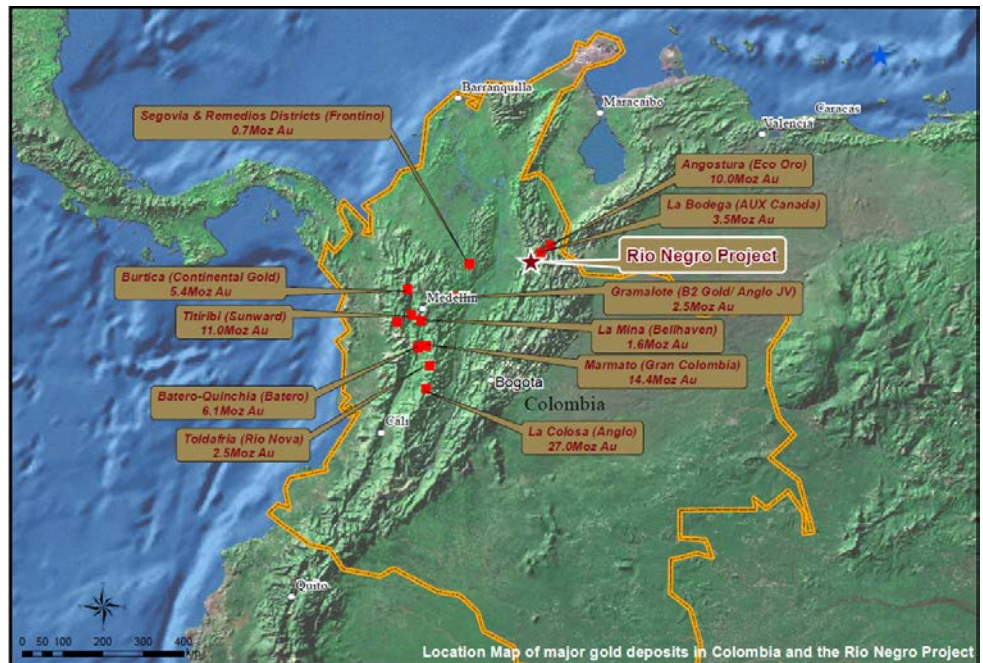 Barranquilla
Maracaibo
Caracas
Valencia
Segovia & Remedios Districts (Frontino)
0.7Moz Au
Angostura (Eco Oro)
10.0Moz Au
La Bodega (AUX Canada)
3.5Moz Au
Rio Negro Project
Burtica (Continental Gold)
5.4Moz Au
Medellin
Gramalote (B2 Gold/ Anglo JV)
2.5Moz Au
Titiribi (Sunward)
11.0Moz Au
La Mina (Bellhaven)
1.6Moz Au
Marmato (Gran Colombia)
14.4Moz Au
Batero-Quinchia (Batero)
6.1Moz Au
Bogota
Colombia
Cali
Toldafria (Rio Nova)
2.5Moz Au
La Colosa (Anglo)
27.0Moz Au
Quito
0 50 100 200 300 400
Location Map of major gold deposits in Colombia and the Rio Negro Project